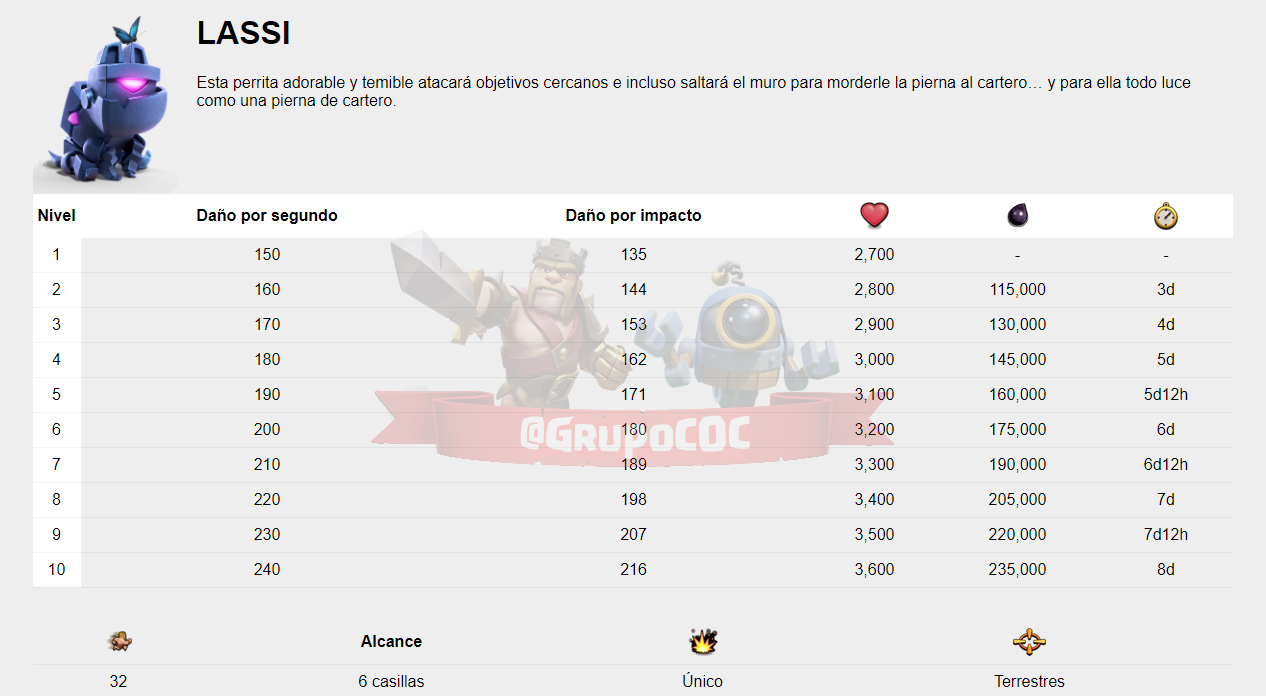 LASSI
Esta perrita adorable y temible atacará objetivos cercanos e incluso saltará el muro para morderle la pierna al cartero… y para ella todo luce
como una pierna de cartero.
Nivel Daño por segundo Daño por impacto
1 150 135 2,700 - -
2 160 144 2,800 115,000 3d
3 170 153 2,900 130,000 4d
4 180 162 3,000 145,000 5d
5 190 171 3,100 160,000 5d12h
6 200 180 3,200 175,000 6d
@GRUPOCOC
7 210 189 3,300 190,000 6d12h
8 220 198 3,400 205,000 7d
9 230 207 3,500 220,000 7d12h
10 240 216 3,600 235,000 8d
Alcance
32 6 casillas Único Terrestres